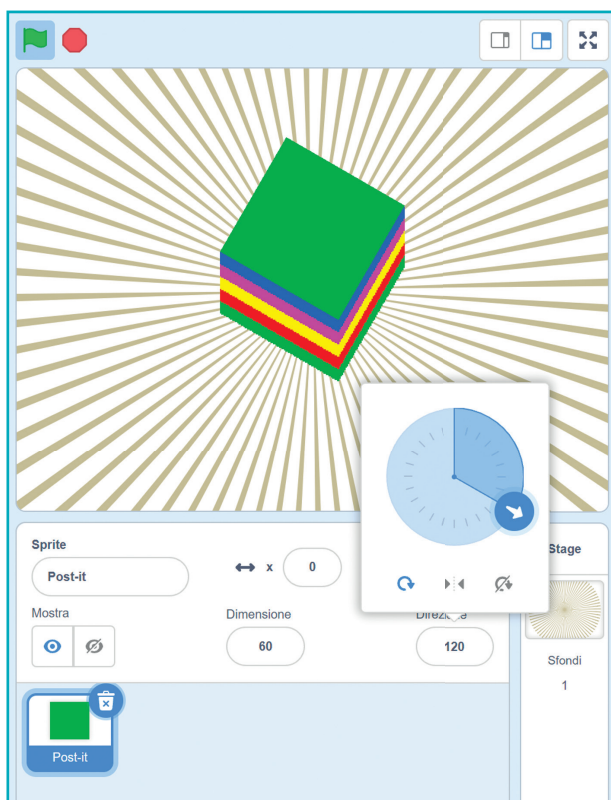 Sprite
Post-it
x
0
Mostra
Dimensione
60
120
Post-it
Stage
Sfondi
1